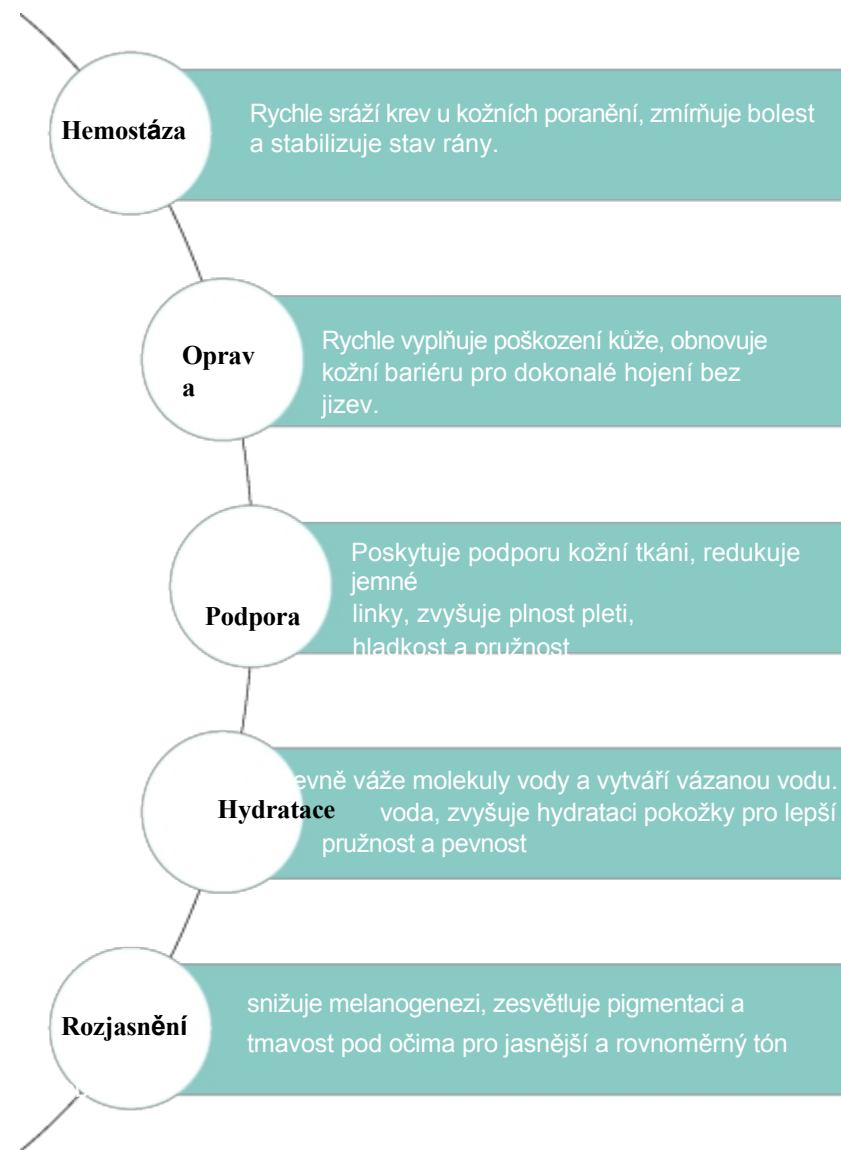 Hemostáza
Rychle sráží krev u kožních poranění, zmírňuje bolest
a stabilizuje stav rány.
Oprav
a
Rychle vyplňuje poškození kůže, obnovuje
kožní bariéru pro dokonalé hojení bez
jizev.
Podpora
Poskytuje podporu kožní tkáni, redukuje
jemné
linky, zvyšuje plnost pleti,
hladkost a pružnost
Hydratace
evně váže molekuly vody a vytváří vázanou vodu.
voda, zvyšuje hydrataci pokožky pro lepší
pružnost a pevnost
Rozjasnění
snižuje melanogenezi, zesvětluje pigmentaci a
tmavost pod očima pro jasnější a rovnoměrný tón